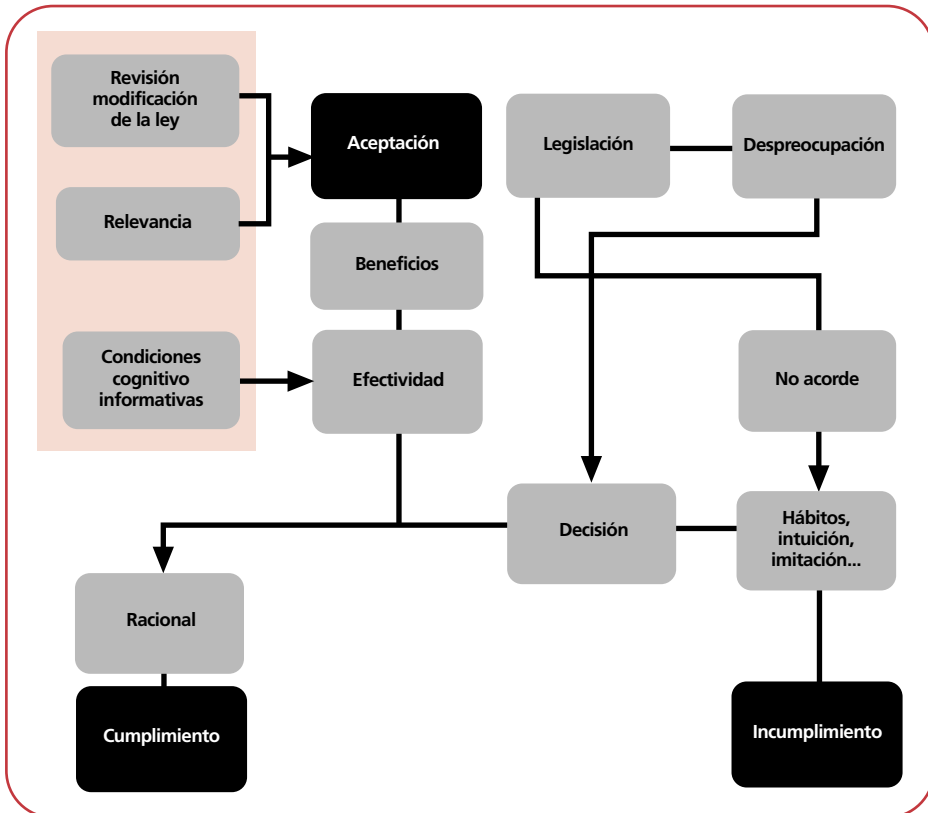 Revisión
modificación
de la ley
Aceptación
Legislación
Despreocupación
Relevancia
Beneficios
Condiciones
cognitivo
informativas
Efectividad
No acorde
Decisión
Hábitos,
intuición,
imitación...
Racional
Cumplimiento
Incumplimiento